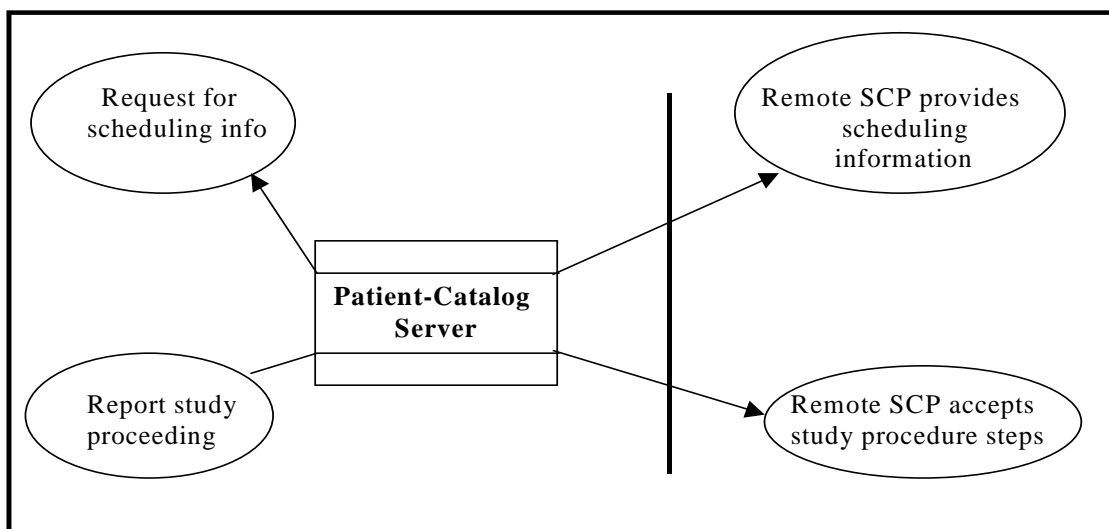 Request for
scheduling info
Remote SCP provides
scheduling
information
Patient-Catalog
Server
Report study
proceeding
Remote SCP accepts
study procedure steps